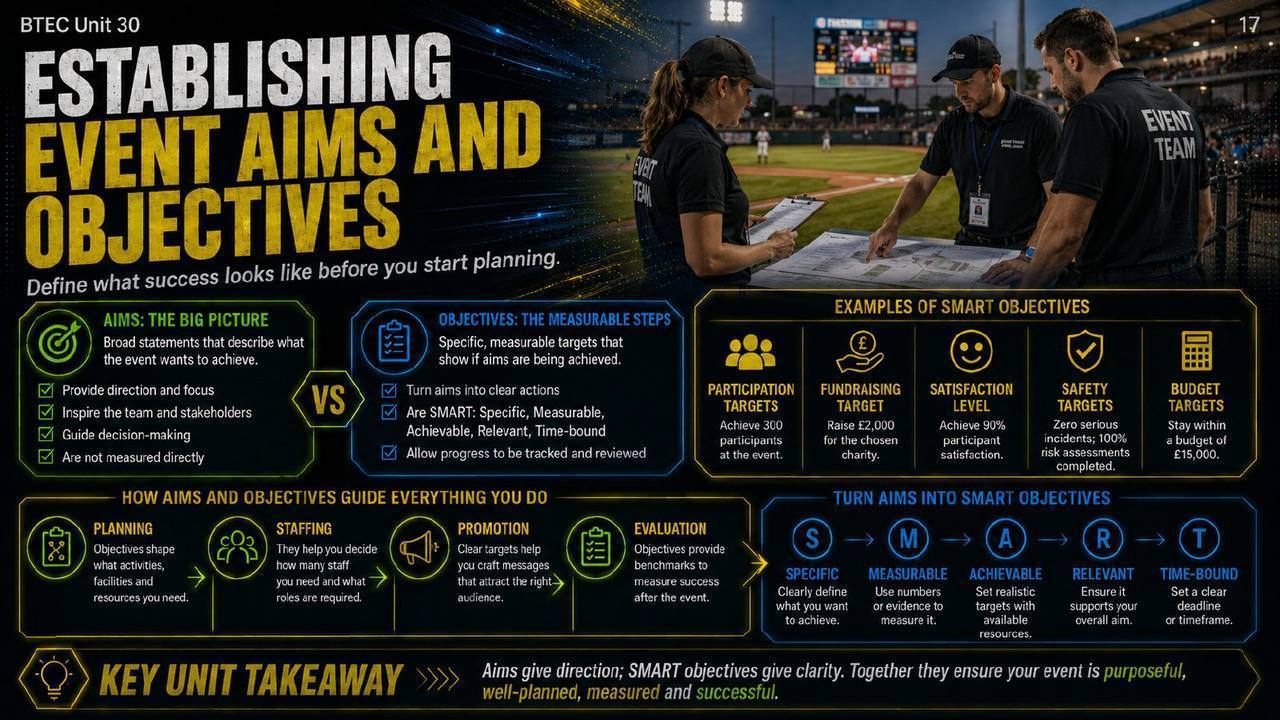 BTEC Unit 30
17
ESTABLISHING
EVENT AIMS AND
OBJECTIVES
Define what success looks like before you start planning.
EVENT
TEAM
EVENT
TEAM
AIMS: THE BIG PICTURE
Broad statements that describe what
the event wants to achieve.
Provide direction and focus
Inspire the team and stakeholders
Guide decision-making
Are not measured directly
VS
OBJECTIVES: THE MEASURABLE STEPS
Specific, measurable targets that
show if aims are being achieved.
Turn aims into clear actions
Are SMART: Specific, Measurable,
Achievable, Relevant, Time-bound
Allow progress to be tracked and reviewed
EXAMPLES OF SMART OBJECTIVES
PARTICIPATION
TARGETS
Achieve 300
participants
at the event.
£
FUNDRAISING
TARGET
Raise £2,000
for the chosen
charity.
SATISFACTION
LEVEL
Achieve 90%
participant
satisfaction.
SAFETY
TARGETS
Zero serious
incidents; 100%
risk assessments
completed.
BUDGET
TARGETS
Stay within
a budget of
£15,000.
HOW AIMS AND OBJECTIVES GUIDE EVERYTHING YOU DO
PLANNING
Objectives shape
what activities,
facilities and
resources you need.
STAFFING
They help you decide
how many staff
you need and what
roles are required.
PROMOTION
Clear targets help
you craft messages
that attract the right
audience.
EVALUATION
Objectives provide
benchmarks to
measure success
after the event.
TURN AIMS INTO SMART OBJECTIVES
S
SPECIFIC
Clearly define
what you want
to achieve.
M
MEASURABLE
Use numbers
or evidence to
measure it.
A
ACHIEVABLE
Set realistic
targets with
available
resources.
R
RELEVANT
Ensure it
supports your
overall aim.
T
TIME-BOUND
Set a clear
deadline
or timeframe.
KEY UNIT TAKEAWAY
Aims give direction; SMART objectives give clarity. Together they ensure your event is purposeful,
well-planned, measured and successful.